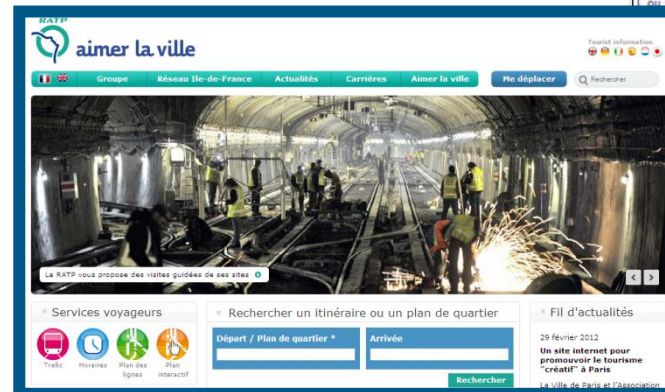 ou
RATP
aimer la ville
Tourist information
Groupe Réseau Ile-de-France Actualités Carrières Aimer la ville Me déplacer Rechercher
La RATP vous propose des visites guidées de ses sites
Services voyageurs
Trafic Horaires Plan des lignes Plan interactif
Rechercher un itinéraire ou un plan de quartier
Départ / Plan de quartier * Arrivée
Rechercher
Fil d'actualités
29 février 2012
Un site internet pour
promouvoir le tourisme
"créatif" à Paris
La Ville de Paris et l'Association